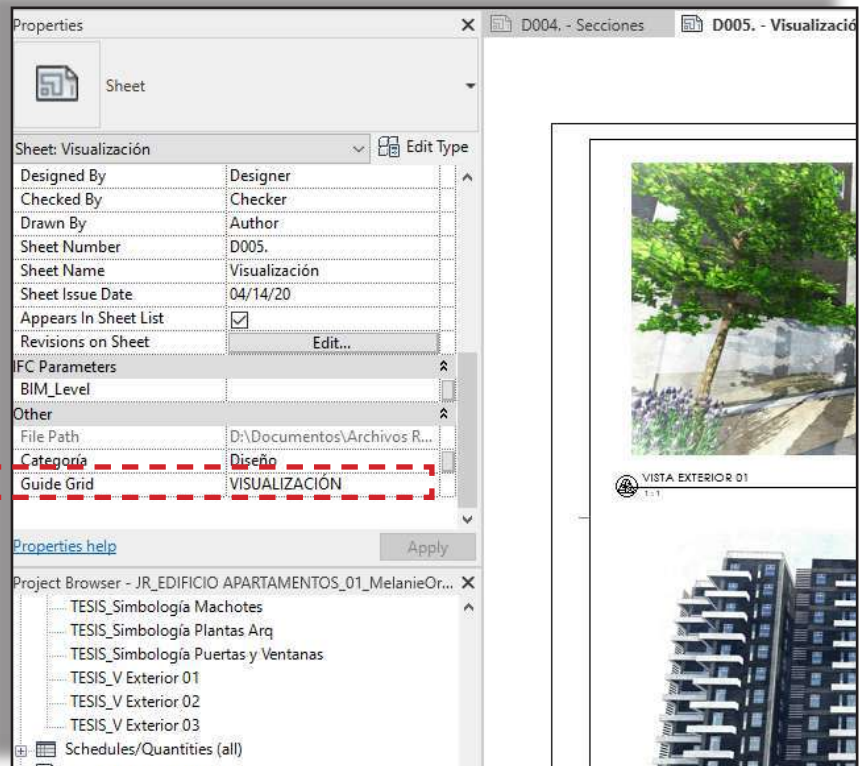 Properties
D004. - Secciones
D005. - Visualizació
Sheet
Sheet: Visualización
Edit Type
Designed By Designer
Checked By Checker
Drawn By Author
Sheet Number D005.
Sheet Name Visualización
Sheet Issue Date 04/14/20
Appears In Sheet List
Revisions on Sheet Edit...
IFC Parameters
BIM_Level
Other
File Path D:\Documentos\Archivos R...
Categoría Diseño
Guide Grid VISUALIZACIÓN
Properties help Apply
Project Browser - JR_EDIFICIO APARTAMENTOS_01_MelanieOr...
TESIS_Simbología Machotes
TESIS_Simbología Plantas Arq
TESIS_Simbología Puertas y Ventanas
TESIS_V Exterior 01
TESIS_V Exterior 02
TESIS_V Exterior 03
Schedules/Quantities (all)
VISTA EXTERIOR 01
1 : 1